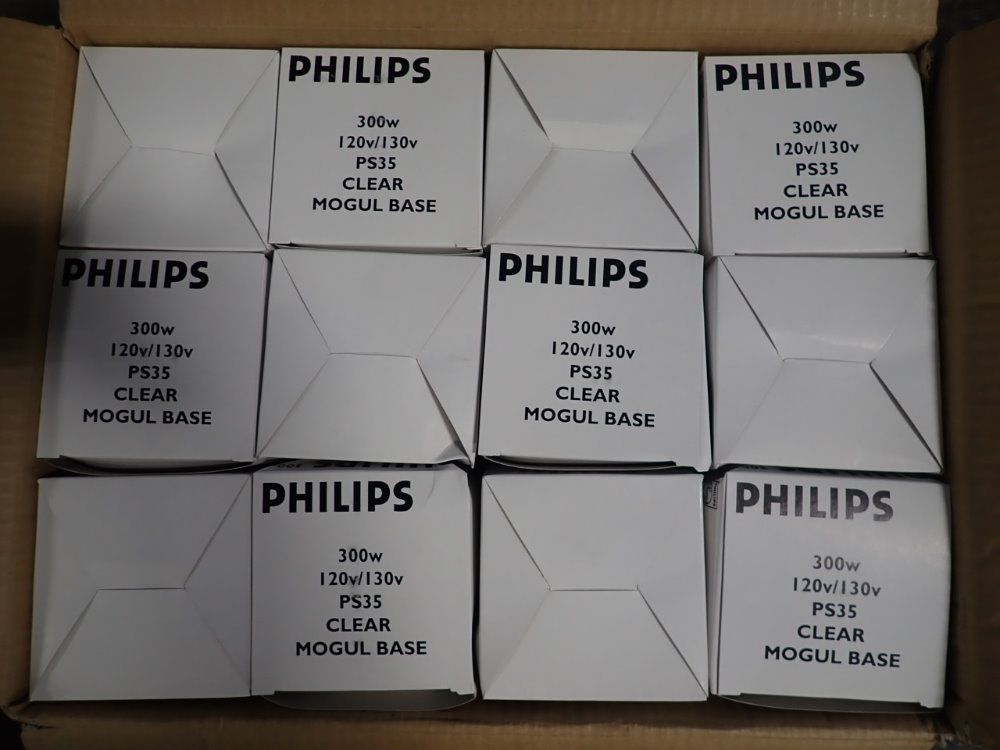 PHILIPS
300w
120v/130v
PS35
CLEAR
MOGUL BASE
PHILIPS
300w
120v/130v
PS35
CLEAR
MOGUL BASE
PHILIPS
300w
120v/130v
PS35
CLEAR
MOGUL BASE
PHILIPS
300w
120v/130v
PS35
CLEAR
MOGUL BASE
PHILIPS
300w
120v/130v
PS35
CLEAR
MOGUL BASE
PHILIPS
300w
120v/130v
PS35
CLEAR
MOGUL BASE